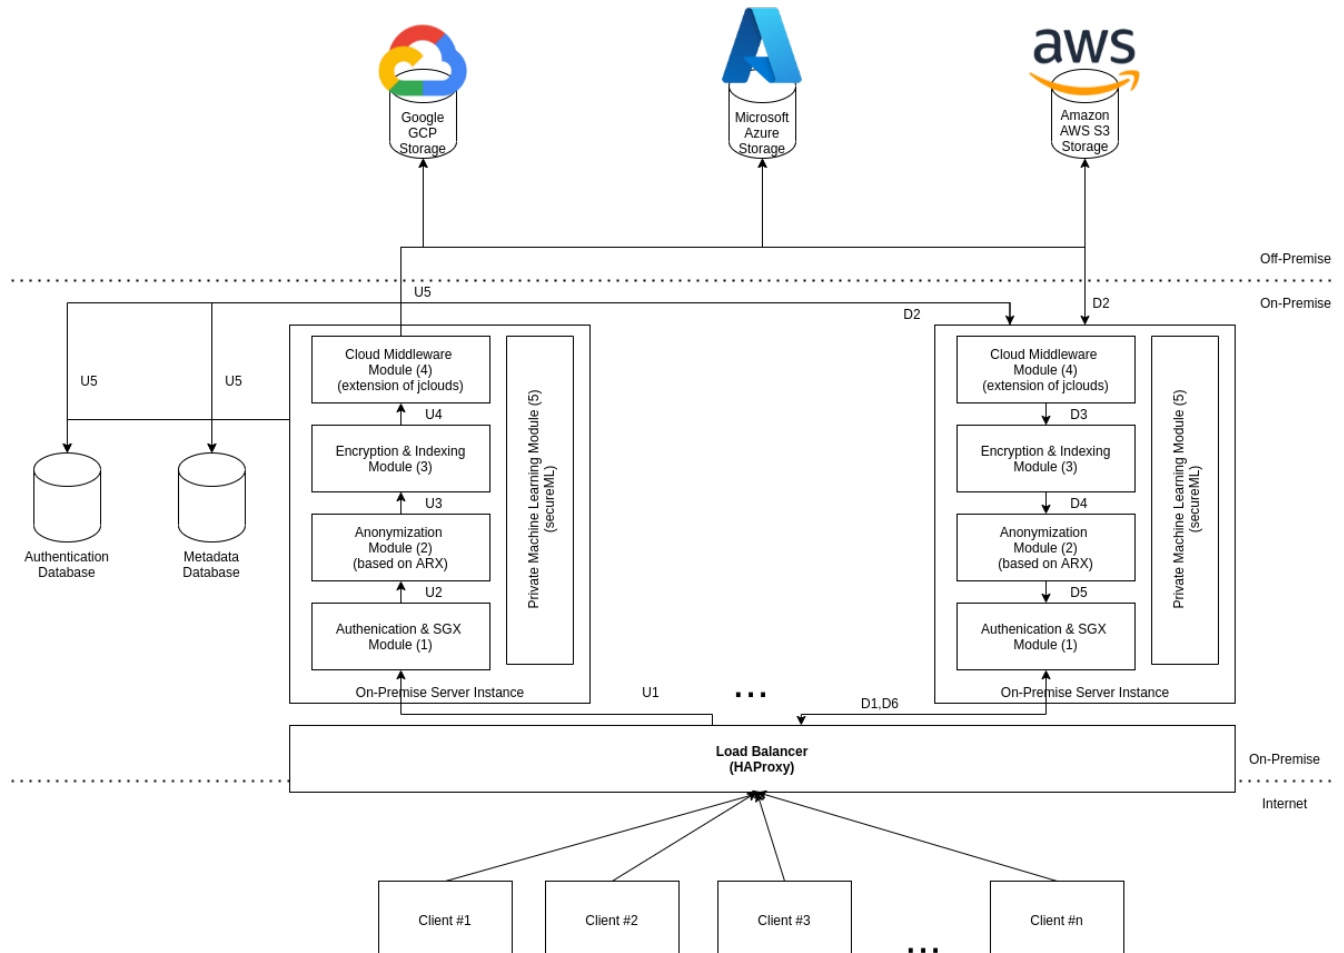 aws
Google
GCP
Storage
Microsoft
Azure
Storage
Amazon
AWS S3
Storage
Off-Premise
On-Premise
U5
D2
D2
U5
U5
Cloud Middleware
Module (4)
(extension of jclouds)
U4
Encryption & Indexing
Module (3)
U3
Anonymization
Module (2)
(based on ARX)
U2
Authenication & SGX
Module (1)
Private Machine Learning Module (5)
(secureML)
On-Premise Server Instance
Authentication
Database
Metadata
Database
Cloud Middleware
Module (4)
(extension of jclouds)
D3
Encryption & Indexing
Module (3)
D4
Anonymization
Module (2)
(based on ARX)
D5
Authenication & SGX
Module (1)
Private Machine Learning Module (5)
(secureML)
On-Premise Server Instance
U1
...
D1,D6
Load Balancer
(HAProxy)
On-Premise
Internet
Client #1
Client #2
Client #3
...
Client #n